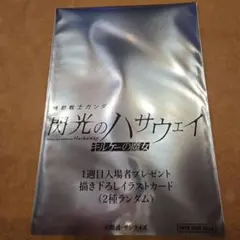 機動戦士ガンダム
閃光のハサウェイ
キルケーの魔女
1週目入場者プレゼント
描き下ろしイラストカード
(2種ランダム)